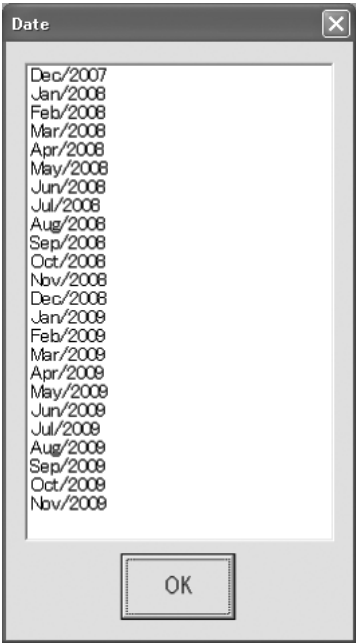 Date
Dec/2007
Jan/2008
Feb/2008
Mar/2008
Apr/2008
May/2008
Jun/2008
Jul/2008
Aug/2008
Sep/2008
Oct/2008
Nov/2008
Dec/2008
Jan/2009
Feb/2009
Mar/2009
Apr/2009
May/2009
Jun/2009
Jul/2009
Aug/2009
Sep/2009
Oct/2009
Nov/2009
OK